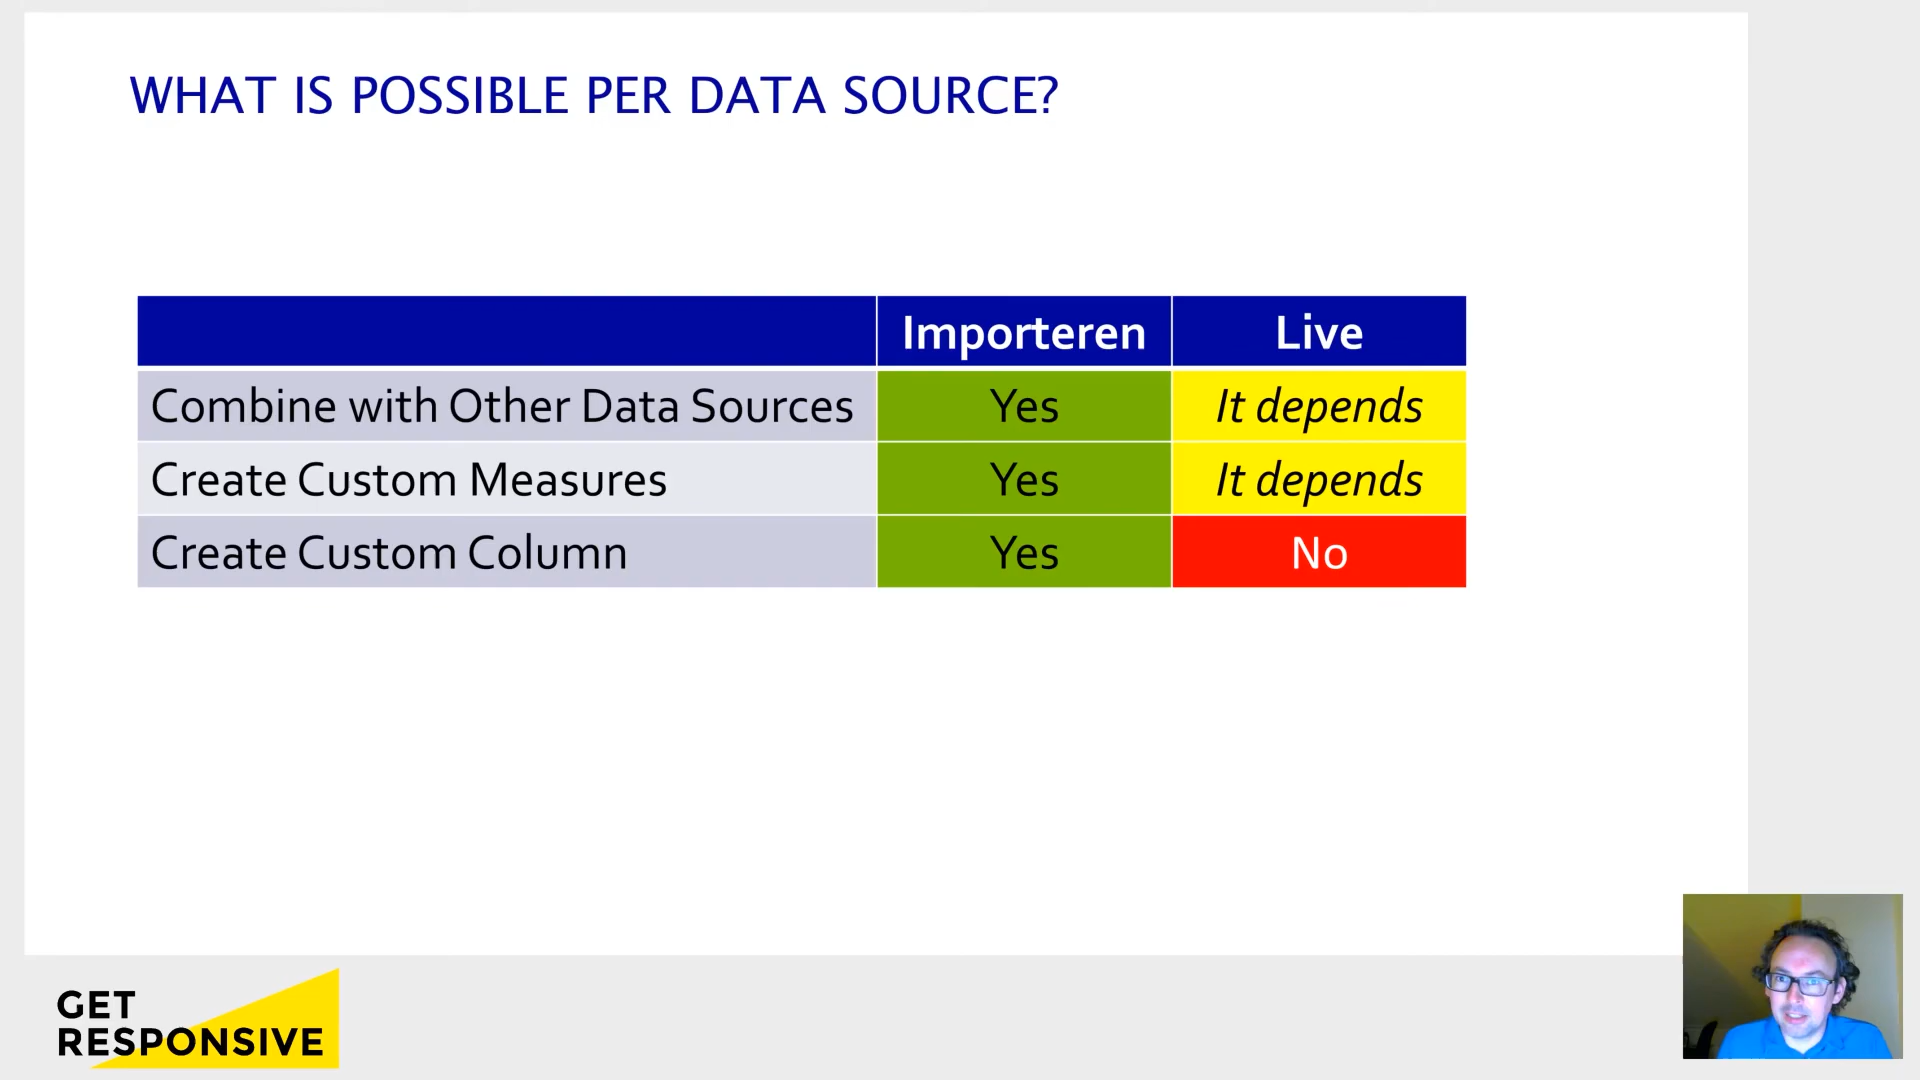 WHAT IS POSSIBLE PER DATA SOURCE?
Importeren Live
Combine with Other Data Sources Yes It depends
Create Custom Measures Yes It depends
Create Custom Column Yes No
GET
RESPONSIVE